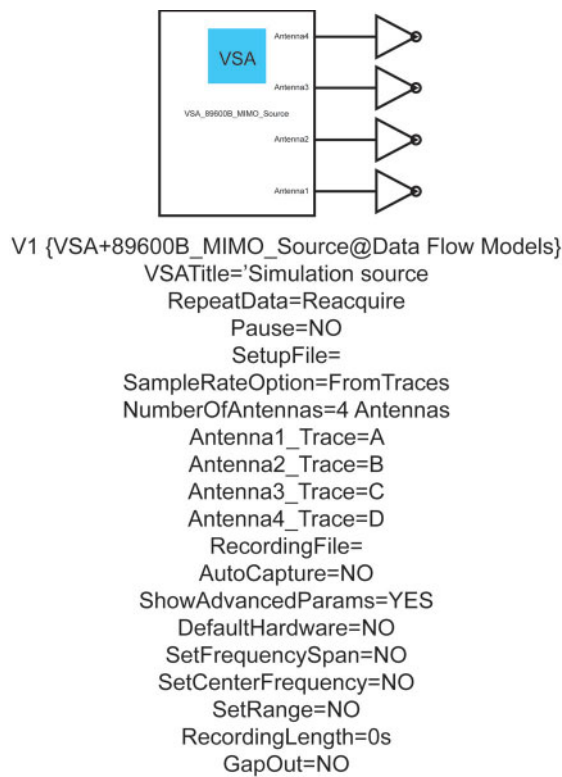 Antenna4
VSA
Antenna3
VSA_89600B_MIMO_Source
Antenna2
Antenna1
V1 {VSA+89600B_MIMO_Source@Data Flow Models}
VSATitle='Simulation source
RepeatData=Reacquire
Pause=NO
SetupFile=
SampleRateOption=FromTraces
NumberOfAntennas=4 Antennas
Antenna1_Trace=A
Antenna2_Trace=B
Antenna3_Trace=C
Antenna4_Trace=D
RecordingFile=
AutoCapture=NO
ShowAdvancedParams=YES
DefaultHardware=NO
SetFrequencySpan=NO
SetCenterFrequency=NO
SetRange=NO
RecordingLength=0s
GapOut=NO